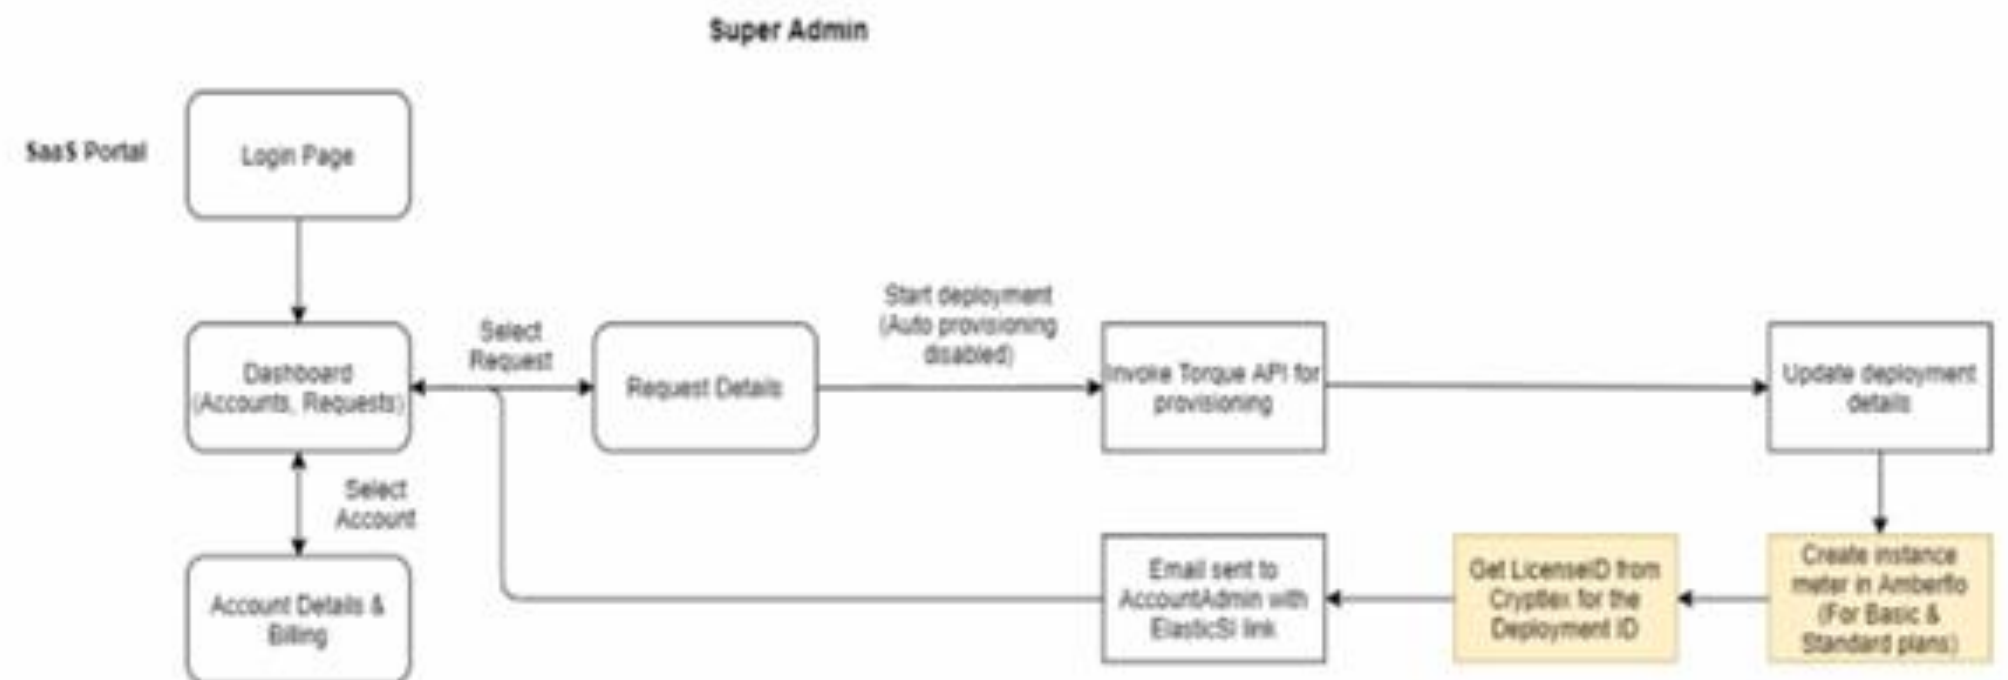 Super Admin
SaaS Portal
Login Page
Dashboard
(Accounts, Requests)
Select
Request
Request Details
Start deployment
(Auto provisioning
disabled)
Invoke Torque API for
provisioning
Update deployment
details
Select
Account
Account Details &
Billing
Email sent to
AccountAdmin with
ElasticSI link
Get LicenseID from
Cryptlex for the
Deployment ID
Create instance
meter in Amberflo
(For Basic &
Standard plans)